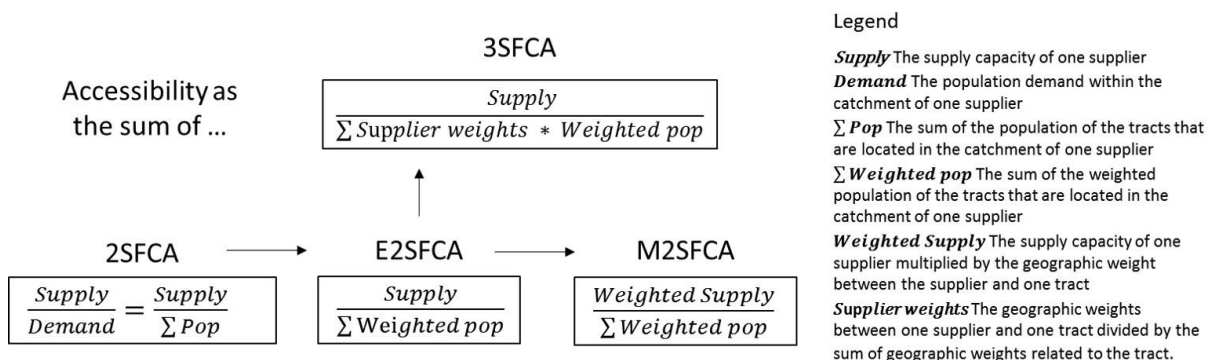 3SFCA
Accessibility as
the sum of ...
Supply
∑ Supplier weights * Weighted pop
2SFCA
E2SFCA
M2SFCA
Supply
Demand
=
Supply
∑ Pop
Supply
∑ Weighted pop
Weighted Supply
∑ Weighted pop
Legend
Supply The supply capacity of one supplier
Demand The population demand within the
catchment of one supplier
∑ Pop The sum of the population of the tracts that
are located in the catchment of one supplier
∑ Weighted pop The sum of the weighted
population of the tracts that are located in the
catchment of one supplier
Weighted Supply The supply capacity of one
supplier multiplied by the geographic weight
between the supplier and one tract
Supplier weights The geographic weights
between one supplier and one tract divided by the
sum of geographic weights related to the tract.